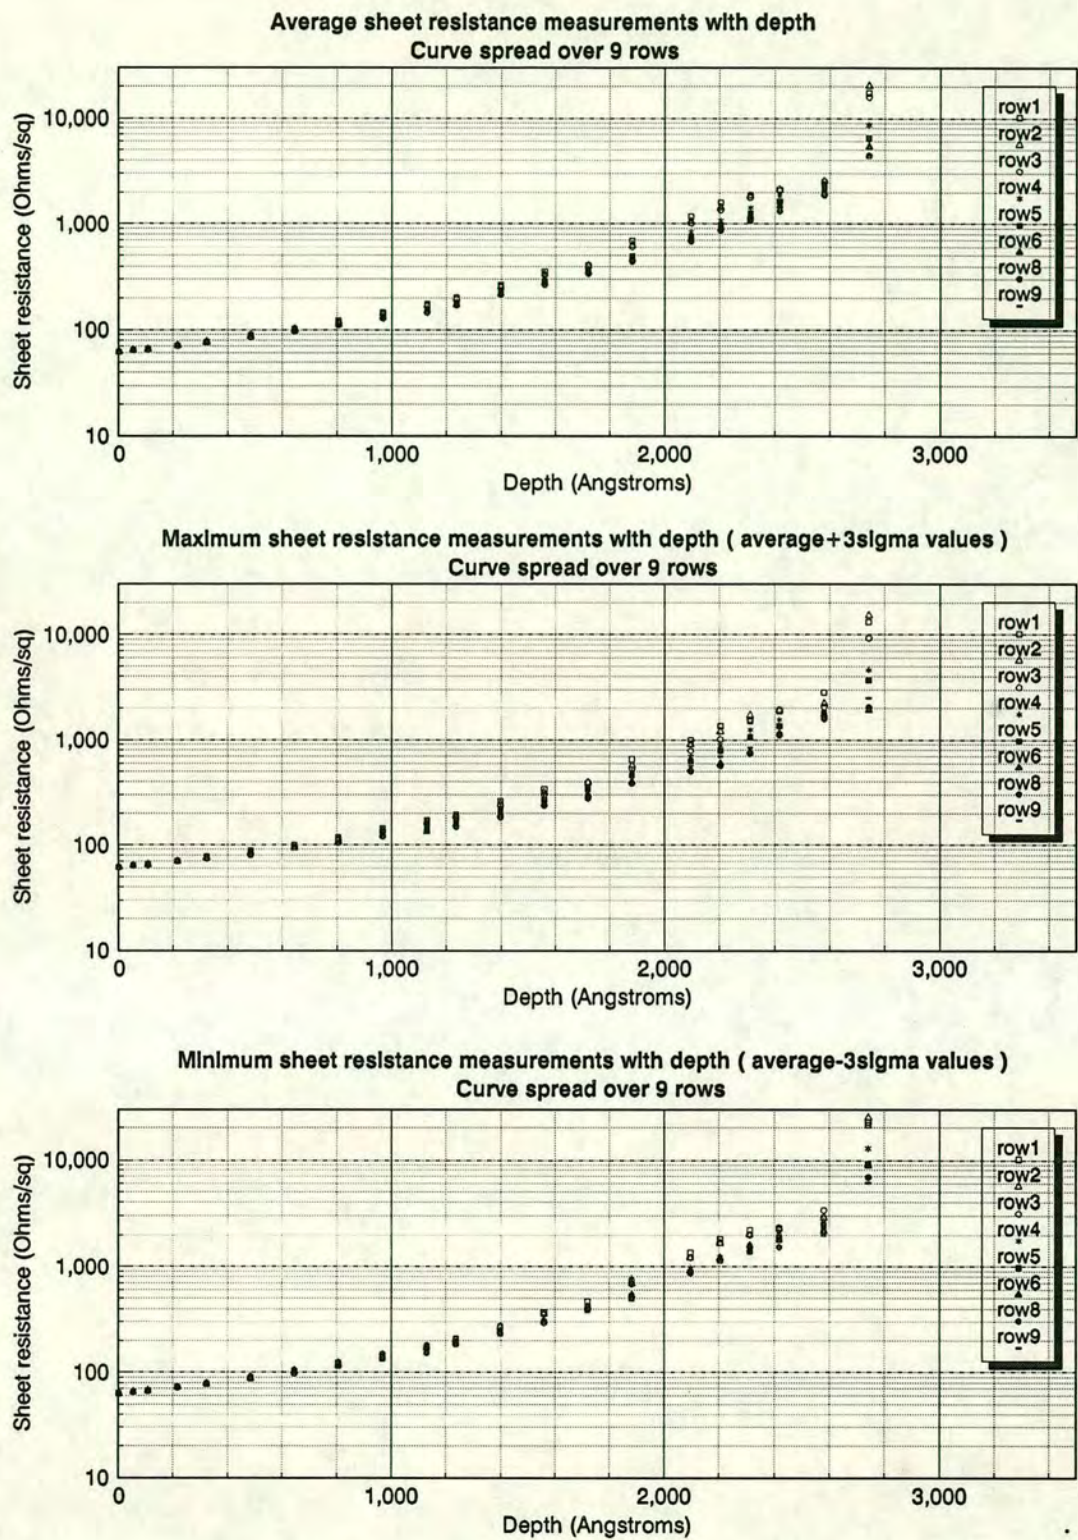 Average sheet resistance measurements with depth
Curve spread over 9 rows
Sheet resistance (Ohms/sq)
10,000
1,000
100
10
0
1,000
2,000
3,000
Depth (Angstroms)
row1
row2
row3
row4
row5
row6
row8
row9
Maximum sheet resistance measurements with depth ( average+3sigma values )
Curve spread over 9 rows
Sheet resistance (Ohms/sq)
10,000
1,000
100
10
0
1,000
2,000
3,000
Depth (Angstroms)
row1
row2
row3
row4
row5
row6
row8
row9
Minimum sheet resistance measurements with depth ( average-3sigma values )
Curve spread over 9 rows
Sheet resistance (Ohms/sq)
10,000
1,000
100
10
0
1,000
2,000
3,000
Depth (Angstroms)
row1
row2
row3
row4
row5
row6
row8
row9